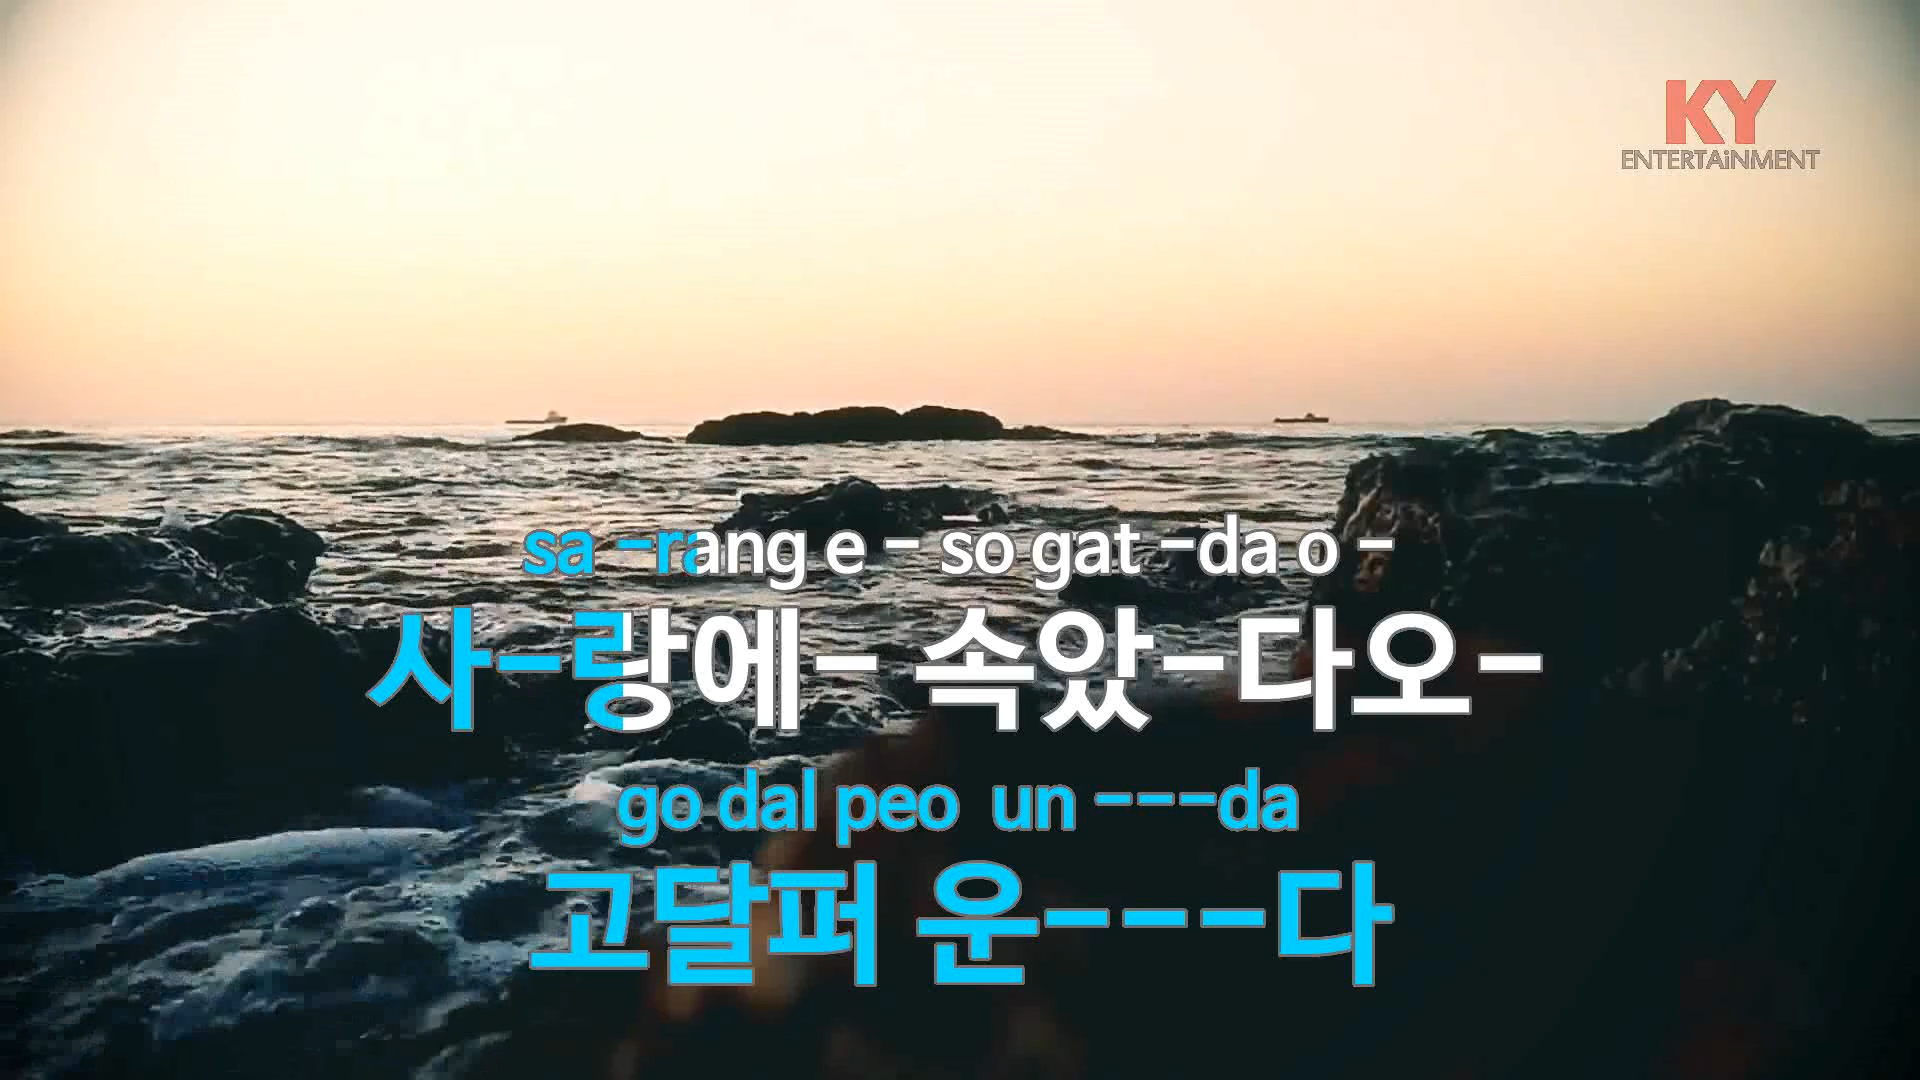 KY
ENTERTAiNMENT
sa -rang e - so gat -da o -
사-랑에- 속았-다오-
go dal peo un ---da
고달퍼 운---다